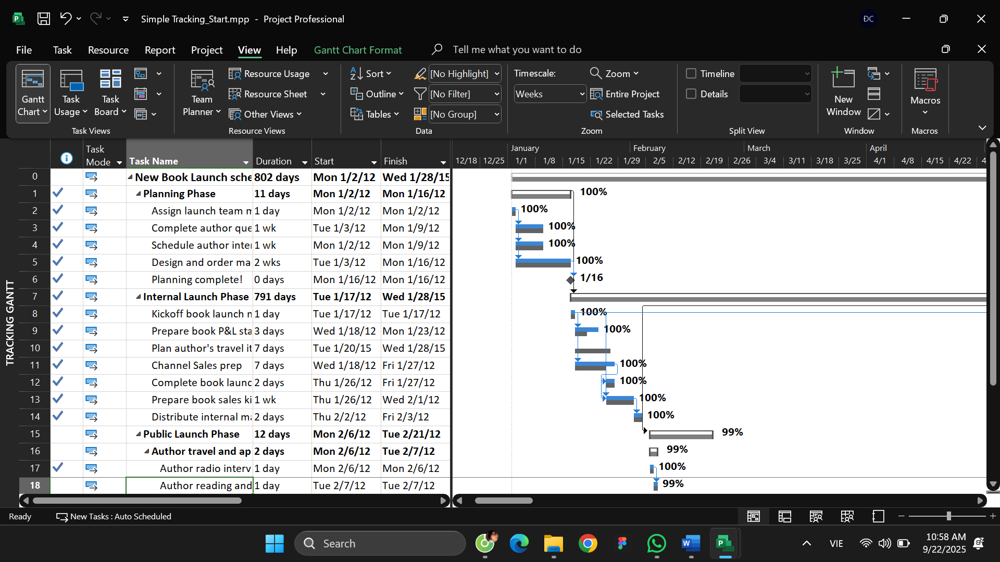 Simple Tracking_Start.mpp - Project Professional
ĐC
File Task Resource Report Project View Help Gantt Chart Format Tell me what you want to do
Gantt Chart
Task Usage
Task Board
Task Views
Team Planner
Resource Usage
Resource Sheet
Other Views
Resource Views
Sort
Outline
Tables
[No Highlight]
[No Filter]
[No Group]
Data
Timescale:
Weeks
Zoom
Entire Project
Selected Tasks
Zoom
Timeline
Details
Split View
New Window
Window
Macros
Macros
Task Mode Task Name Duration Start Finish
January February March April
12/18 12/25 1/1 1/8 1/15 1/22 1/29 2/5 2/12 2/19 2/26 3/4 3/11 3/18 3/25 4/1 4/8 4/15 4/22 4
TRACKING GANTT
0 New Book Launch sche 802 days Mon 1/2/12 Wed 1/28/15
1 Planning Phase 11 days Mon 1/2/12 Mon 1/16/12 100%
2 Assign launch team m 1 day Mon 1/2/12 Mon 1/2/12 100%
3 Complete author que 1 wk Tue 1/3/12 Mon 1/9/12 100%
4 Schedule author inter 1 wk Mon 1/2/12 Mon 1/9/12 100%
5 Design and order ma 2 wks Tue 1/3/12 Mon 1/16/12 100%
6 Planning complete! 0 days Mon 1/16/12 Mon 1/16/12 1/16
7 Internal Launch Phase 791 days Tue 1/17/12 Wed 1/28/15
8 Kickoff book launch m 1 day Tue 1/17/12 Tue 1/17/12 100%
9 Prepare book P&L sta 3 days Wed 1/18/12 Mon 1/23/12 100%
10 Plan author's travel it 7 days Tue 1/20/15 Wed 1/28/15
11 Channel Sales prep 7 days Wed 1/18/12 Fri 1/27/12 100%
12 Complete book launc 2 days Thu 1/26/12 Fri 1/27/12 100%
13 Prepare book sales ki 1 wk Thu 1/26/12 Wed 2/1/12 100%
14 Distribute internal ma 2 days Thu 2/2/12 Fri 2/3/12 100%
15 Public Launch Phase 12 days Mon 2/6/12 Tue 2/21/12 99%
16 Author travel and ap 2 days Mon 2/6/12 Tue 2/7/12 99%
17 Author radio interv 1 day Mon 2/6/12 Mon 2/6/12 100%
18 Author reading and 1 day Tue 2/7/12 Tue 2/7/12 99%
Ready New Tasks : Auto Scheduled
Search
VIE
10:58 AM
9/22/2025